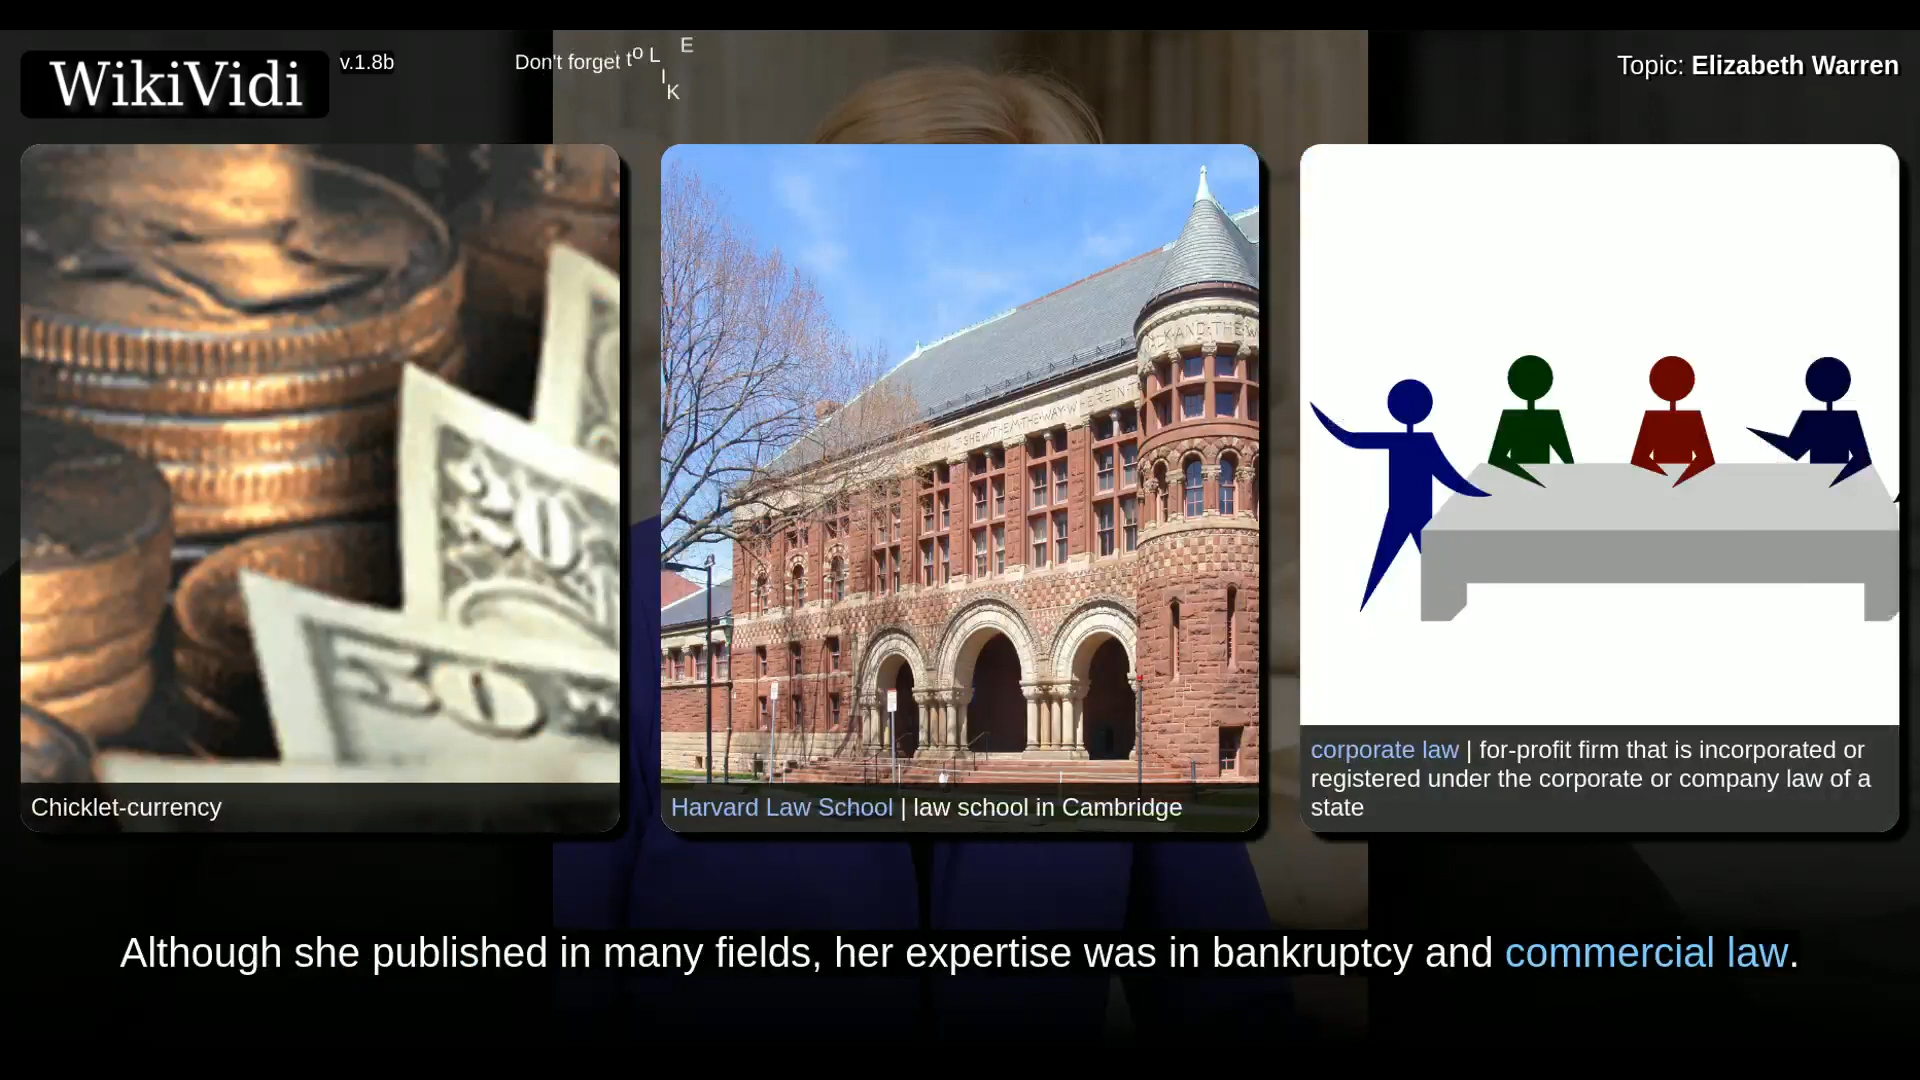 WikiVidi
v.1.8b
Don't forget to LIKE
Topic: Elizabeth Warren
20
20
Chicklet-currency
Harvard Law School | law school in Cambridge
corporate law | for-profit firm that is incorporated or
registered under the corporate or company law of a
state
Although she published in many fields, her expertise was in bankruptcy and commercial law.